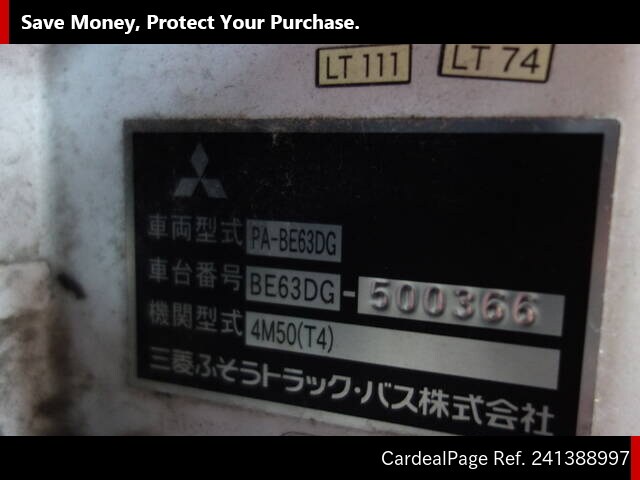 Save Money, Protect Your Purchase.
LT 111
LT 74
車両型式 PA-BE63DG
車台番号 BE63DG-500366
機関型式 4M50(T4)
三菱ふそうトラック・バス株式会社
CardealPage Ref. 241388997